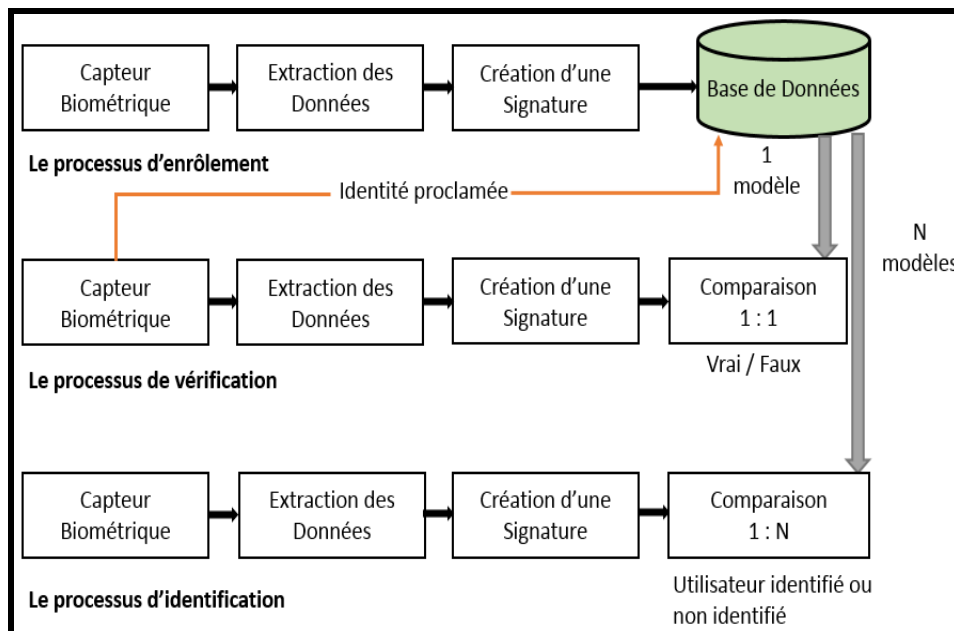 Capteur
Biométrique
Extraction des
Données
Création d'une
Signature
Base de Données
Le processus d'enrôlement
1
modèle
Identité proclamée
N
modèles
Capteur
Biométrique
Extraction des
Données
Création d'une
Signature
Comparaison
1 : 1
Vrai / Faux
Le processus de vérification
Capteur
Biométrique
Extraction des
Données
Création d'une
Signature
Comparaison
1 : N
Le processus d'identification
Utilisateur identifié ou
non identifié